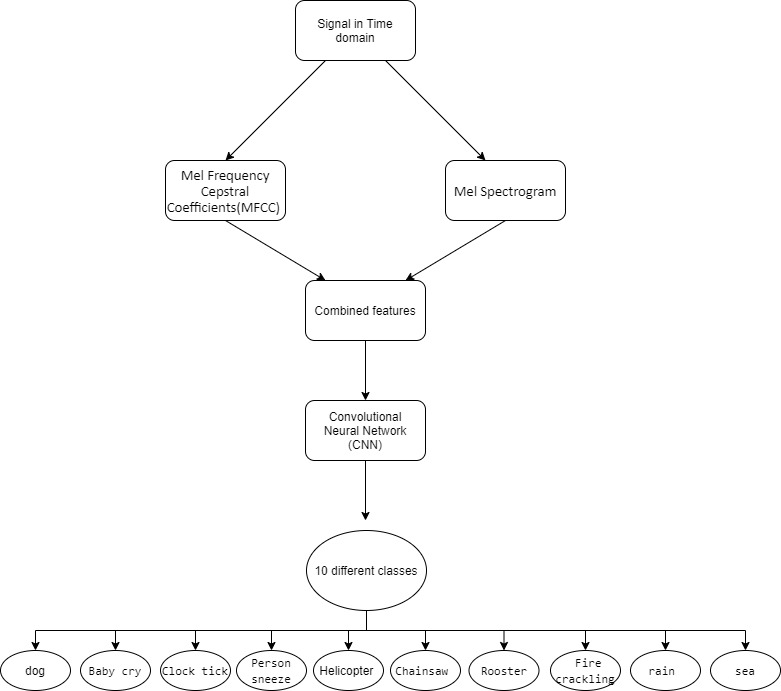 Signal in Time
domain
Mel Frequency
Cepstral
Coefficients(MFCC)
Mel Spectrogram
Combined features
Convolutional
Neural Network
(CNN)
10 different classes
dog
Baby cry
Clock tick
Person
sneeze
Helicopter
Chainsaw
Rooster
Fire
crackling
rain
sea